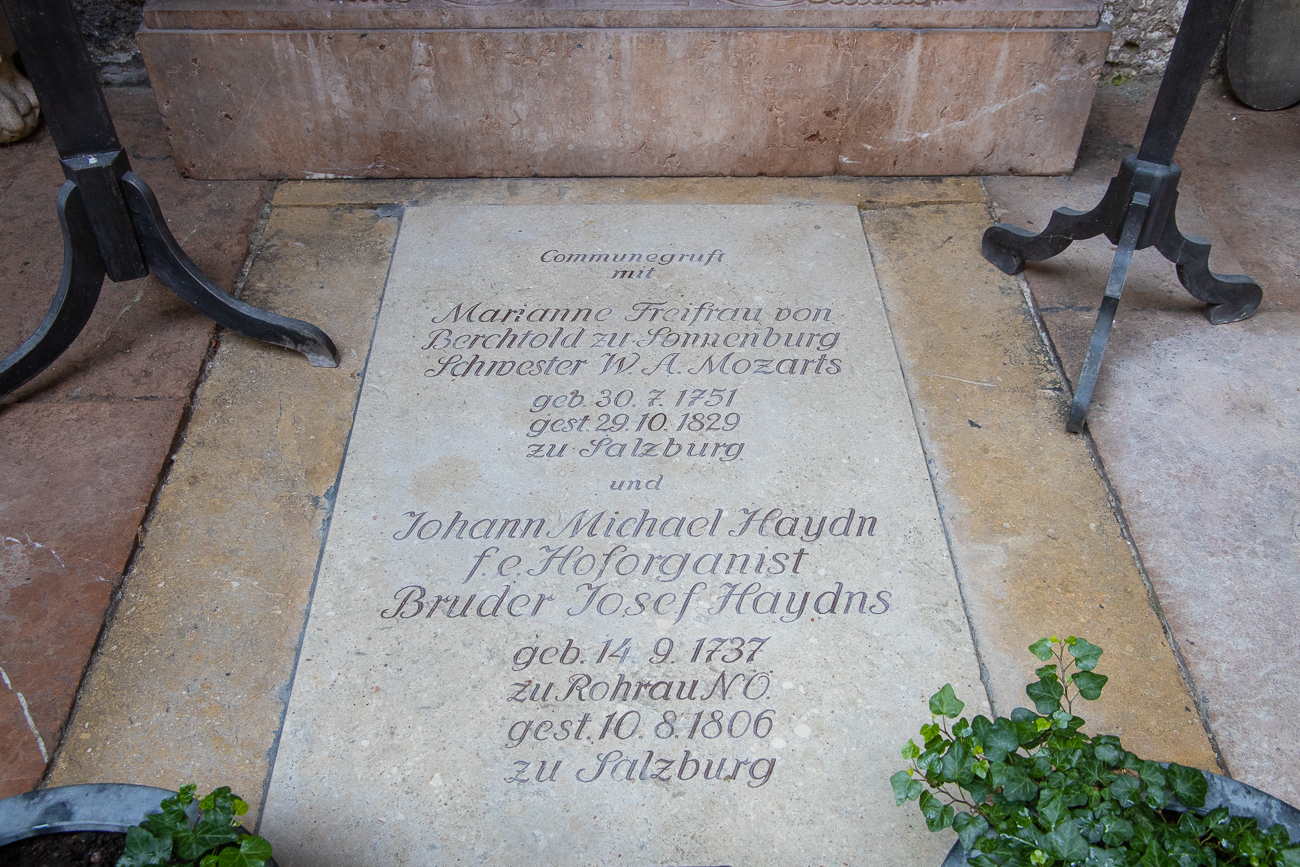 Communegruft
mit
Marianne Freifrau von
Berchtold zu Sonnenburg
Schwester W. A. Mozarts
geb. 30. 7. 1751
gest. 29. 10. 1829
zu Salzburg
und
Johann Michael Haydn
f. e. Hoforganist
Bruder Josef Haydns
geb. 14. 9. 1737
zu Rohrau N Ö.
gest. 10. 8. 1806
zu Salzburg